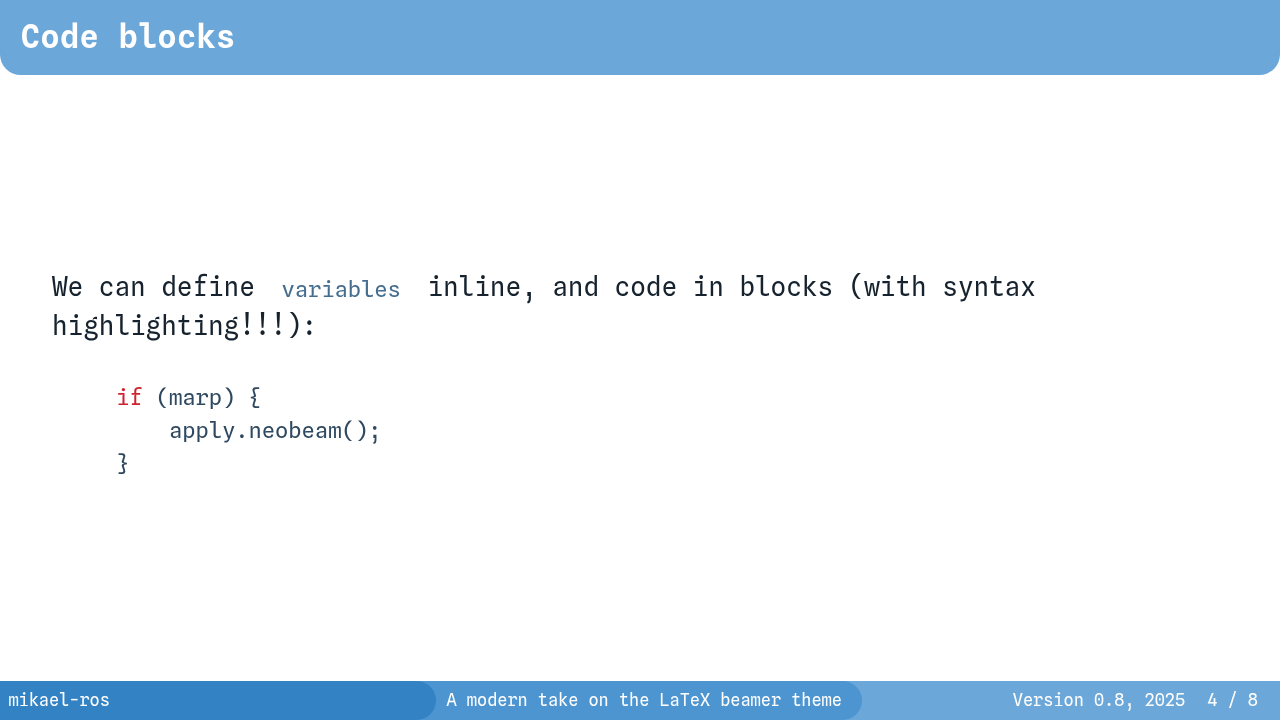 Code blocks
We can define variables inline, and code in blocks (with syntax
highlighting!!!):
if (marp) {
    apply.neobeam();
}
mikael-ros
A modern take on the LaTeX beamer theme
Version 0.8, 2025 4 / 8